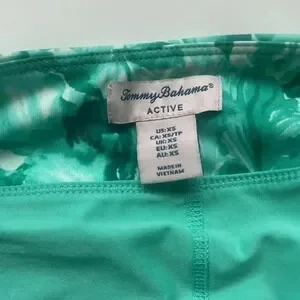 Tommy Bahama®
ACTIVE
US: XS
CA: XS/TP
UK: XS
EU: XS
AU: XS
MADE IN
VIETNAM